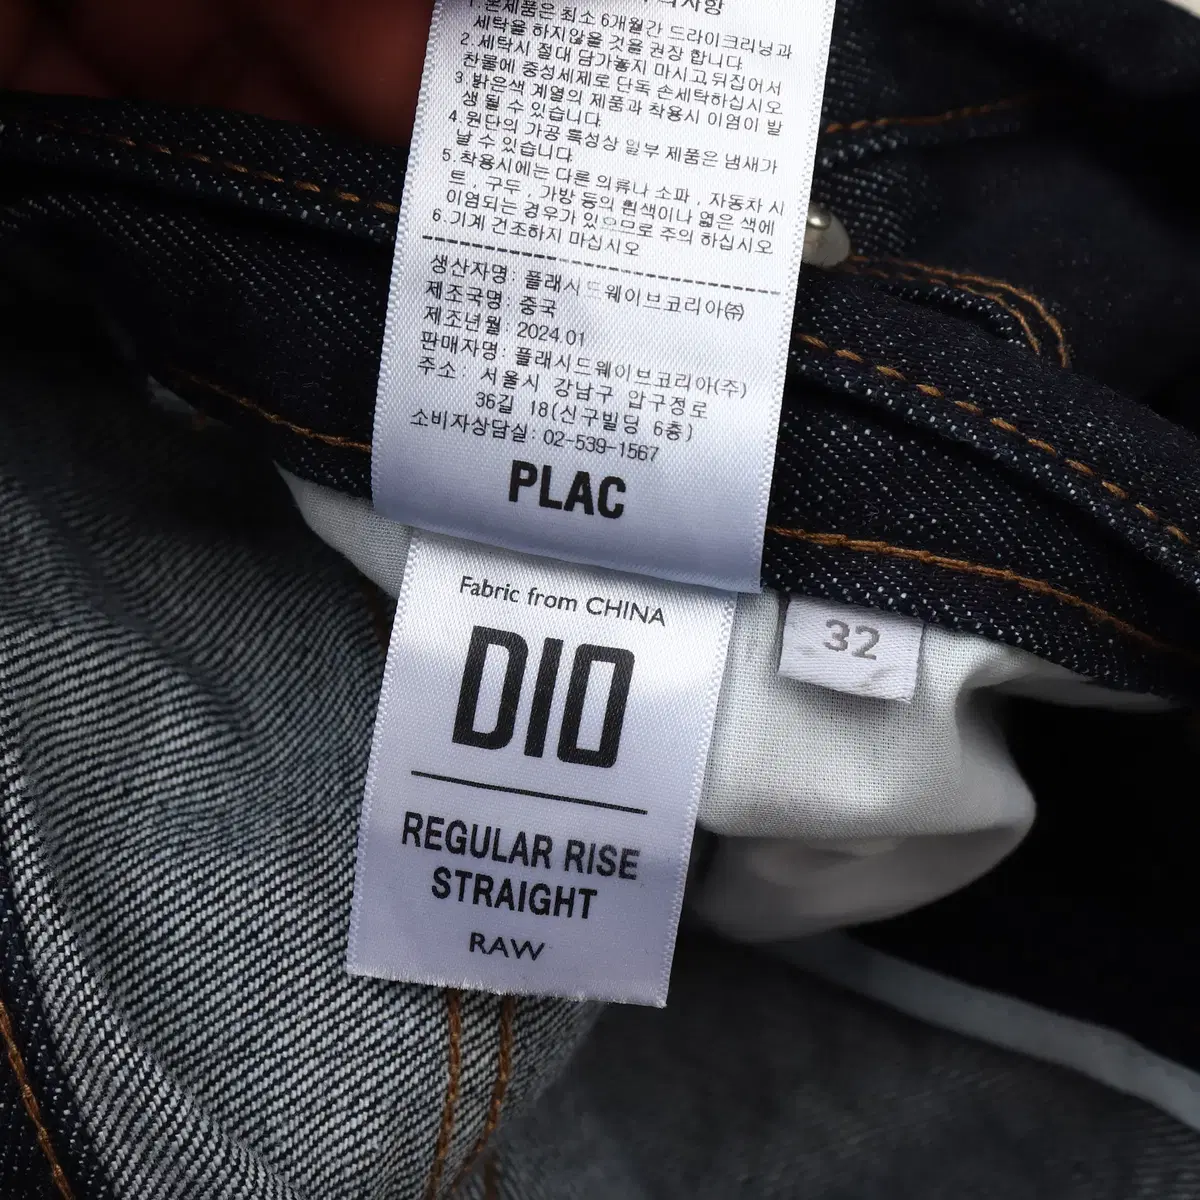 1. 본제품은 최소 6개월간 드라이크리닝과
세탁을 하지않을 것을 권장 합니다
2. 세탁시 절대 담가놓지 마시고 뒤집어서
찬물에 중성세제로 단독 손세탁하십시오
3. 밝은색 계열의 제품과 착용시 이염이 발
생 될 수 있습니다
4. 원단의 가공 특성상 일부 제품은 냄새가
날 수 있습니다
5. 착용시에는 다른 의류나 소파, 자동차 시
트, 구두, 가방 등의 흰색이나 엷은 색에
이염되는 경우가 있으므로 주의 하십시오
6. 기계 건조하지 마십시오
생산자명: 플래시드웨이브코리아㈜
제조국명: 중국
제조년월: 2024.01
판매자명: 플래시드웨이브코리아(주)
주소: 서울시 강남구 압구정로
36길 18(신구빌딩 6층)
소비자상담실: 02-539-1567
PLAC
Fabric from CHINA
DIO
REGULAR RISE
STRAIGHT
RAW
32